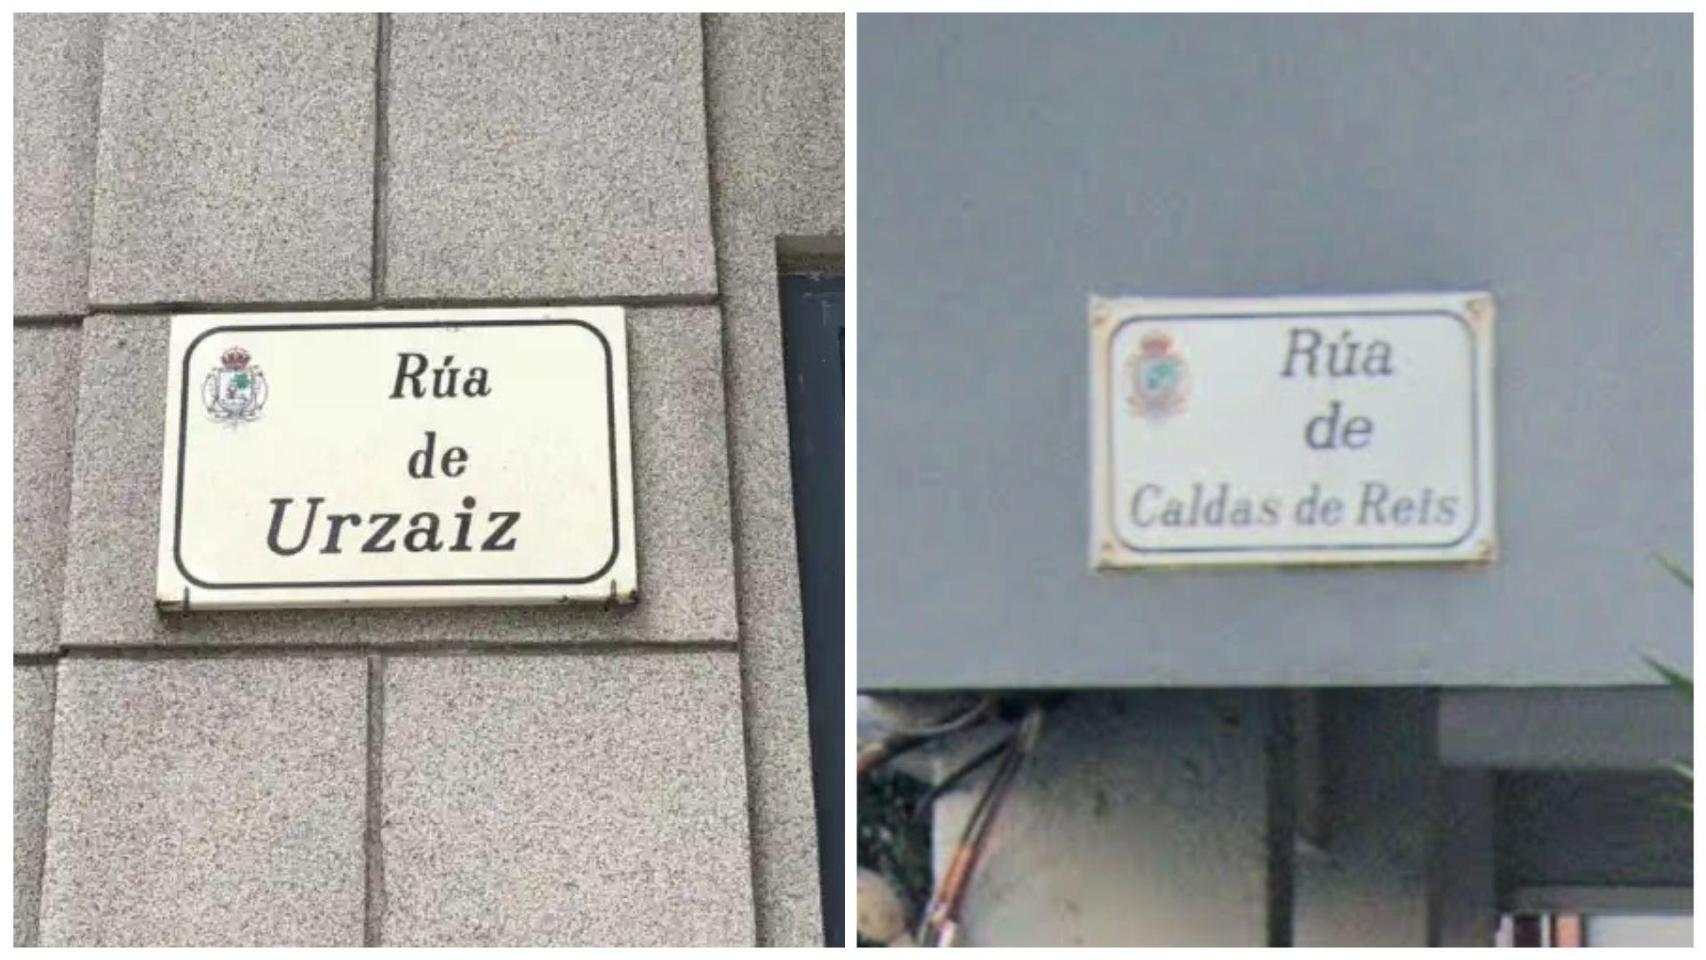 Rúa
de
Urzaiz
Rúa
de
Caldas de Reis